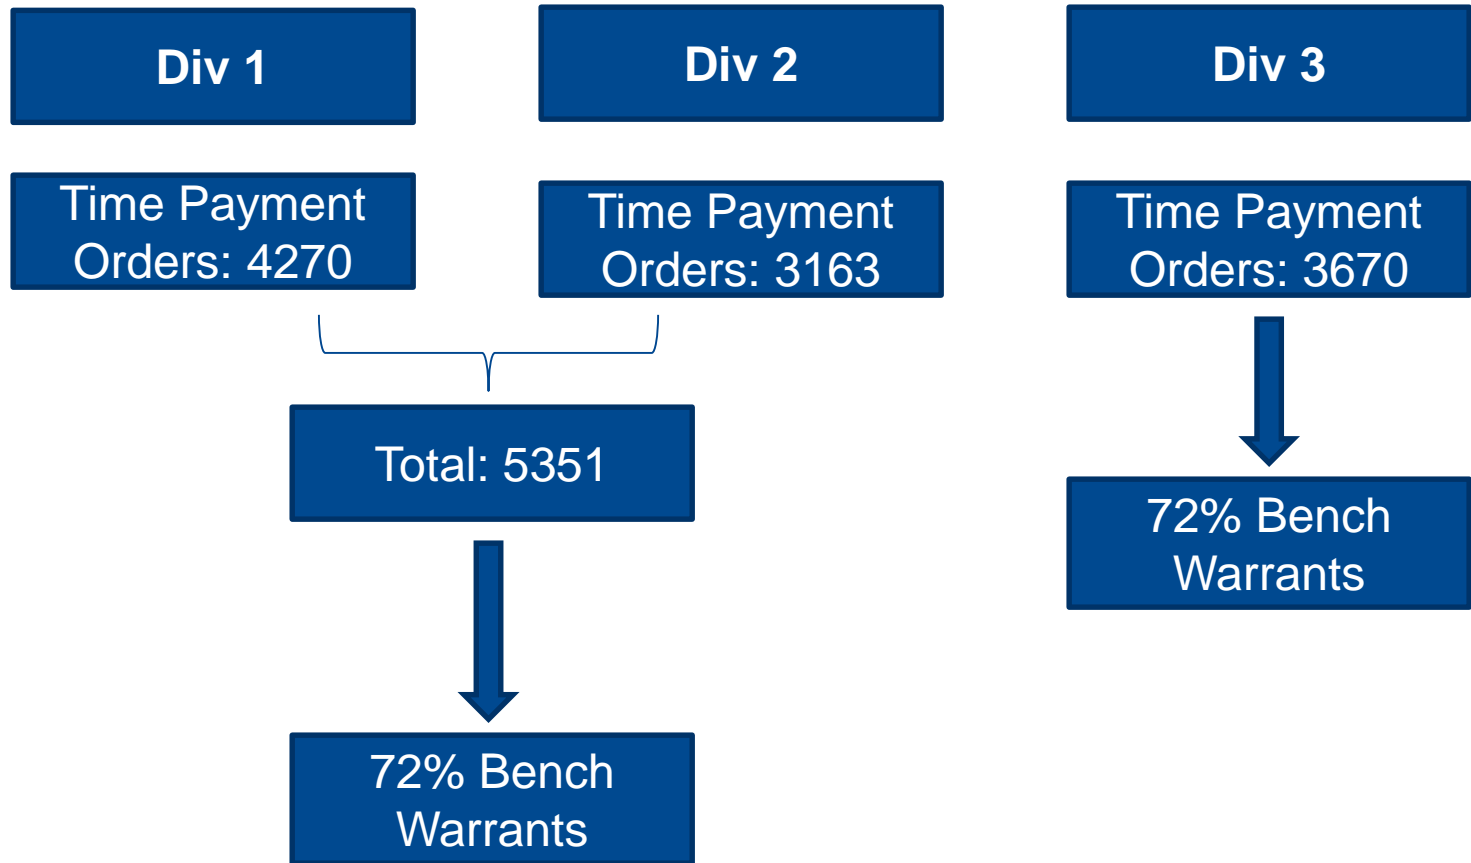 Div 1
Div 2
Div 3
Time Payment
Orders: 4270
Time Payment
Orders: 3163
Time Payment
Orders: 3670
Total: 5351
72% Bench
Warrants
72% Bench
Warrants